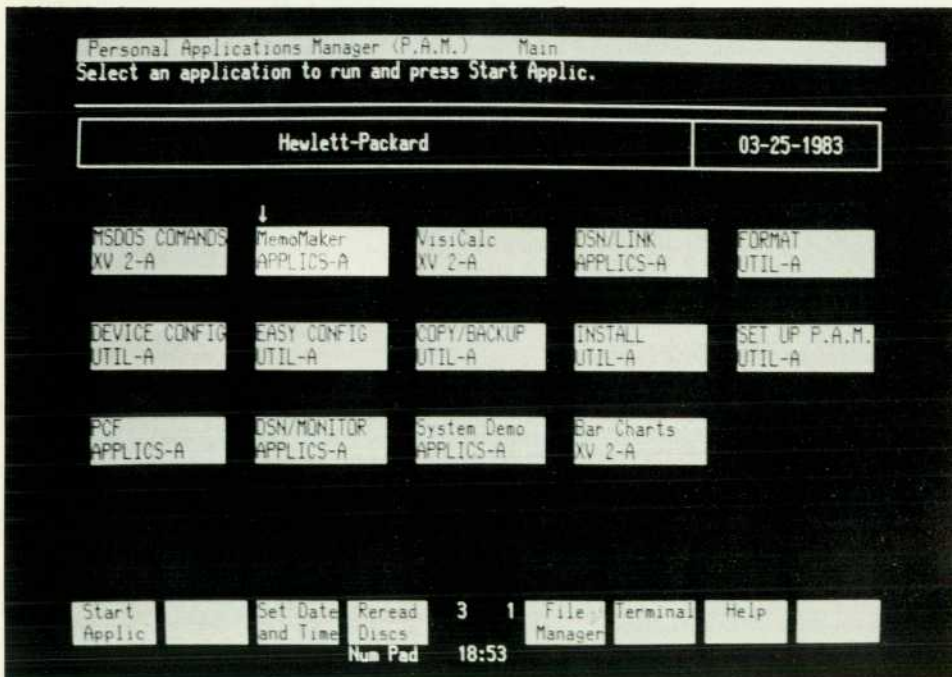 Personal Applications Manager (P.A.M.) Main
Select an application to run and press Start Applic.
Hewlett-Packard 03-25-1983
MSDOS COMANDS MemoMaker VisiCalc DSN/LINK FORMAT
XV 2-A APPLICS-A XV 2-A APPLICS-A UTIL-A
DEVICE CONFIG EASY CONFIG COPY/BACKUP INSTALL SET UP P.A.M.
UTIL-A UTIL-A UTIL-A UTIL-A UTIL-A
PCF DSN/MONITOR System Demo Bar Charts
APPLICS-A APPLICS-A APPLICS-A XV 2-A
Start Set Date Reread 3 1 File Terminal Help
Applic and Time Discs Manager
Num Pad 18:53